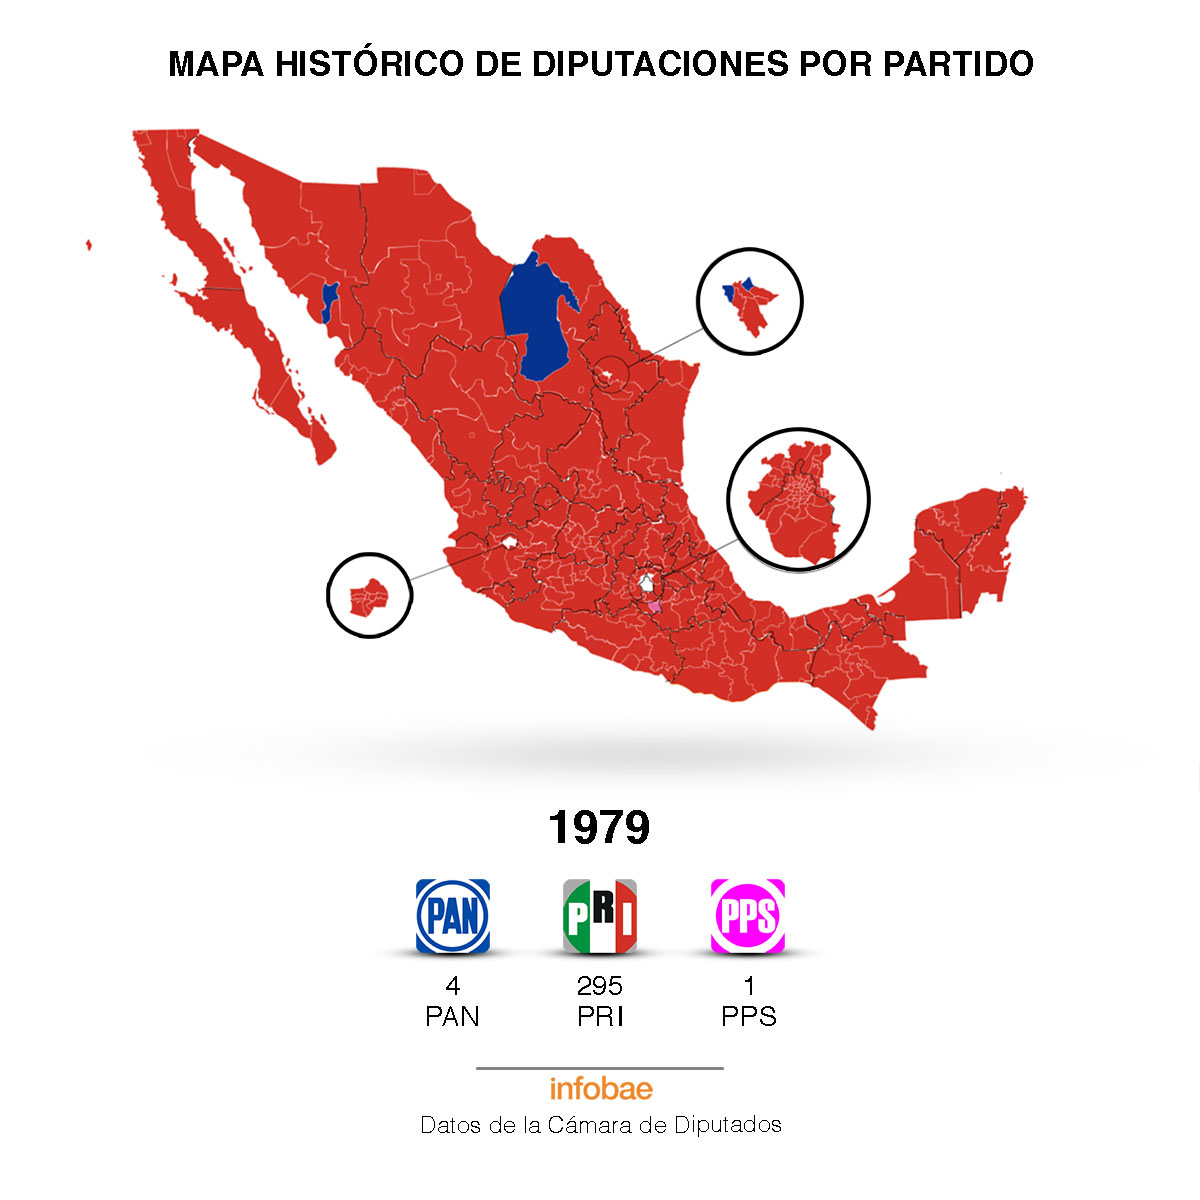 MAPA HISTÓRICO DE DIPUTACIONES POR PARTIDO
1979
PAN
PRI
PPS
4
PAN
295
PRI
1
PPS
infobae
Datos de la Cámara de Diputados